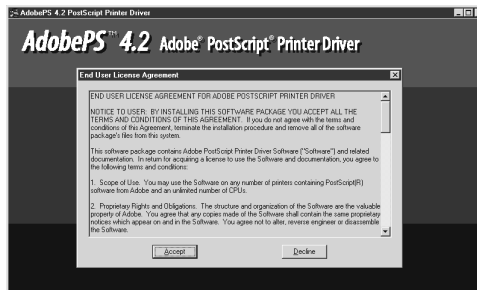 AdobePS 4.2 PostScript Printer Driver
AdobePS™ 4.2 Adobe® PostScript® Printer Driver
End User License Agreement
END USER LICENSE AGREEMENT FOR ADOBE POSTSCRIPT PRINTER DRIVER
NOTICE TO USER: BY INSTALLING THIS SOFTWARE PACKAGE YOU ACCEPT ALL THE
TERMS AND CONDITIONS OF THIS AGREEMENT. If you do not agree with the terms and
conditions of this Agreement, terminate the installation procedure and remove all of the software
package's files from this system.
This software package contains Adobe PostScript Printer Driver Software ("Software") and related
documentation. In return for acquiring a license to use the Software and documentation, you agree to
the following terms and conditions:
1. Scope of Use. You may use the Software on any number of printers containing PostScript(R)
software from Adobe and an unlimited number of CPUs.
2. Proprietary Rights and Obligations. The structure and organization of the Software are the valuable
property of Adobe. You agree that any copies made of the Software shall contain the same proprietary
notices which appear on and in the Software. You agree not to alter, reverse engineer or disassemble
the Software.
Accept
Decline